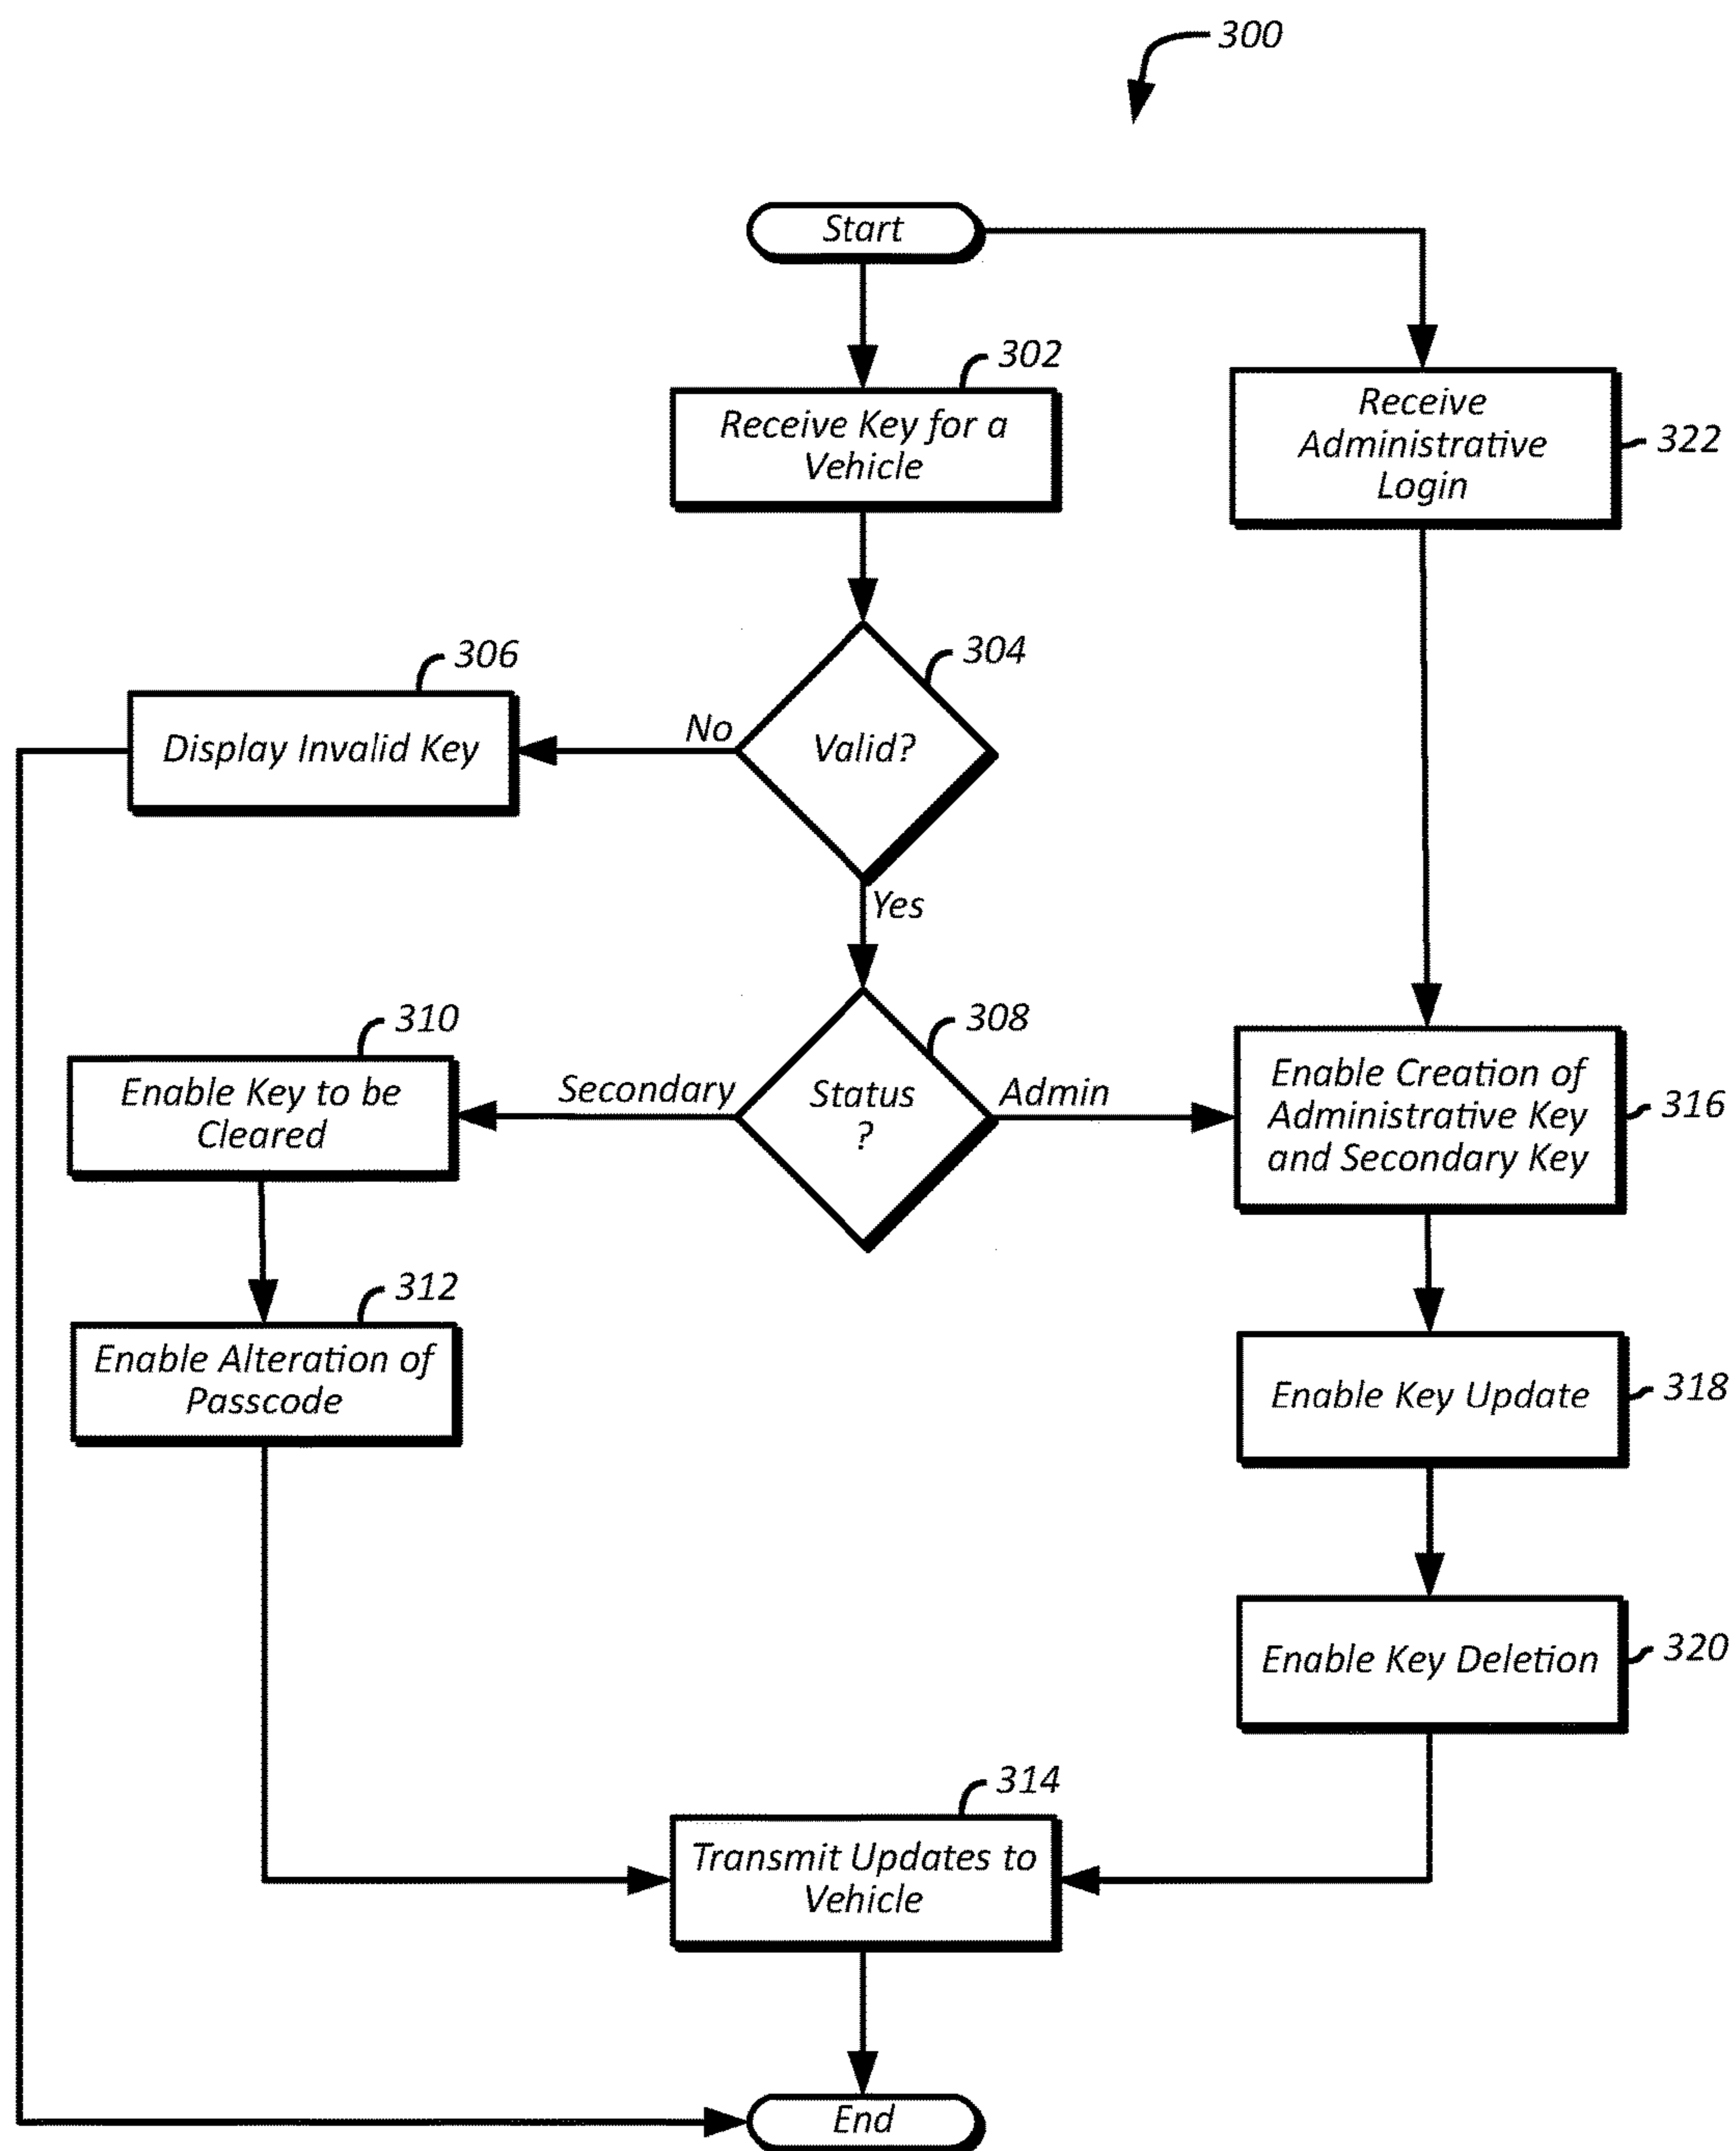 300
Start
302
Receive Key for a
Vehicle
Receive
Administrative
Login
322
304
Valid?
No
306
Display Invalid Key
Yes
308
Status
?
Secondary
Admin
310
Enable Key to be
Cleared
Enable Creation of
Administrative Key
and Secondary Key
316
312
Enable Alteration of
Passcode
Enable Key Update
318
Enable Key Deletion
320
314
Transmit Updates to
Vehicle
End